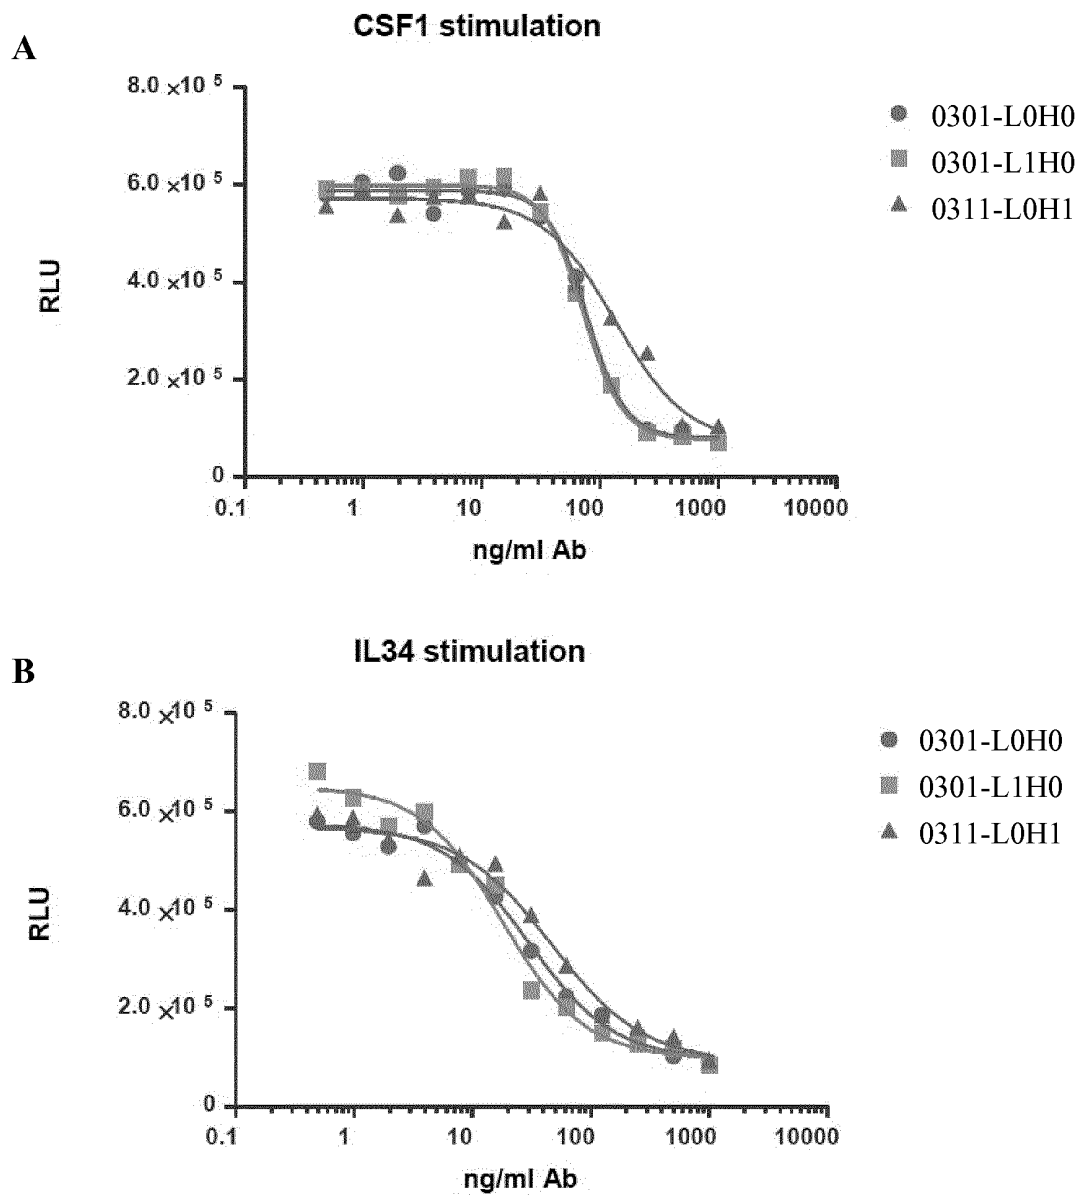 A
CSF1 stimulation
8.0 ×10 5
6.0 ×10 5
4.0 ×10 5
2.0 ×10 5
0
RLU
0.1 1 10 100 1000 10000
ng/ml Ab
0301-L0H0
0301-L1H0
0311-L0H1
B
IL34 stimulation
8.0 ×10 5
6.0 ×10 5
4.0 ×10 5
2.0 ×10 5
0
RLU
0.1 1 10 100 1000 10000
ng/ml Ab
0301-L0H0
0301-L1H0
0311-L0H1